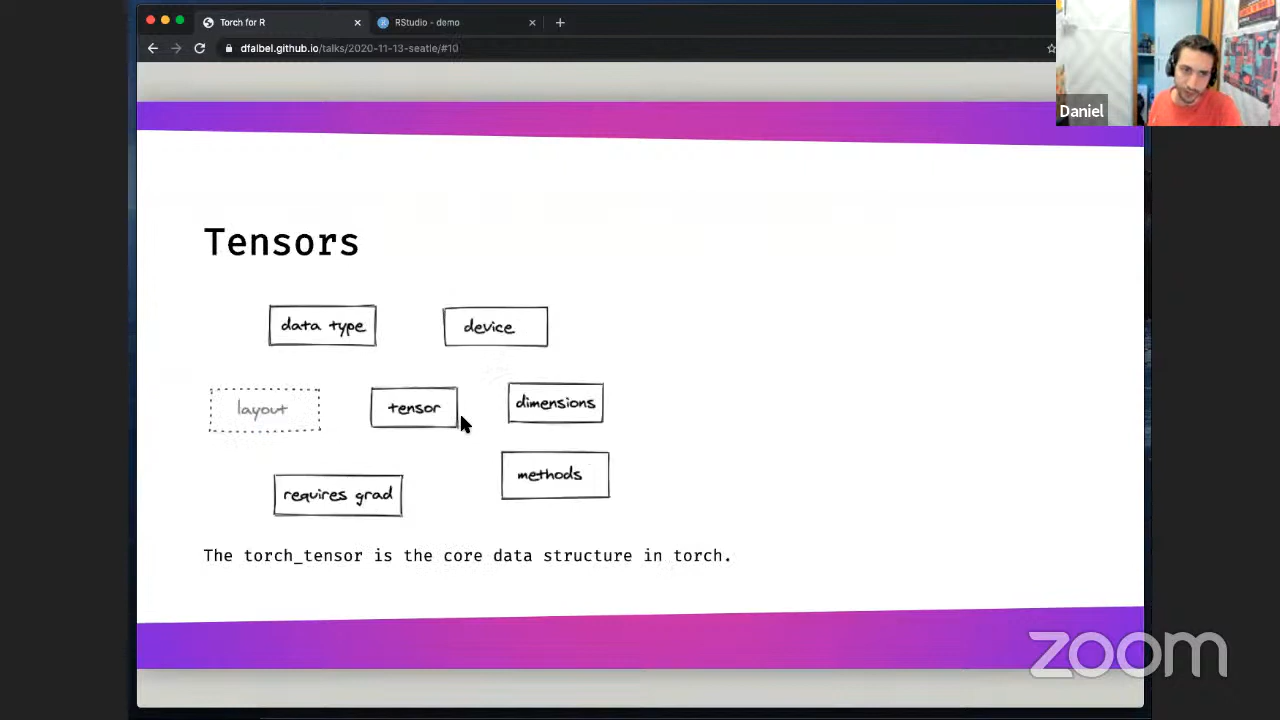 Torch for R
RStudio - demo
dfalbel.github.io/talks/2020-11-13-seatle/#10
Daniel
Tensors
data type
device
layout
tensor
dimensions
methods
requires grad
The torch_tensor is the core data structure in torch.
zoom